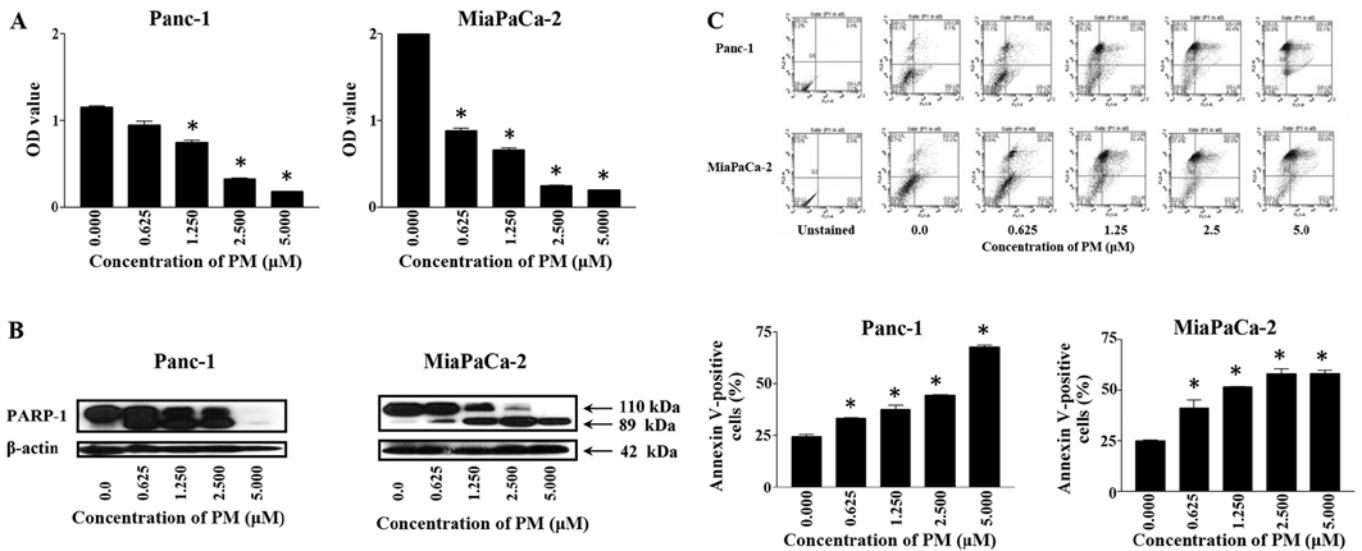 A
Panc-1
MiaPaCa-2
OD value
2
1
0
0.000
0.625
1.250
2.500
5.000
*
*
*
Concentration of PM (µM)
OD value
2
1
0
0.000
0.625
1.250
2.500
5.000
*
*
*
*
Concentration of PM (µM)
B
Panc-1
MiaPaCa-2
PARP-1
β-actin
110 kDa
89 kDa
42 kDa
0.0
0.625
1.250
2.500
5.000
Concentration of PM (µM)
0.0
0.625
1.250
2.500
5.000
Concentration of PM (µM)
C
Panc-1
MiaPaCa-2
Unstained
0.0
0.625
1.25
2.5
5.0
Concentration of PM (µM)
Panc-1
MiaPaCa-2
Annexin V-positive
cells (%)
75
50
25
0
0.000
0.625
1.250
2.500
5.000
*
*
*
*
Concentration of PM (µM)
Annexin V-positive
cells (%)
75
50
25
0
0.000
0.625
1.250
2.500
5.000
*
*
*
*
Concentration of PM (µM)